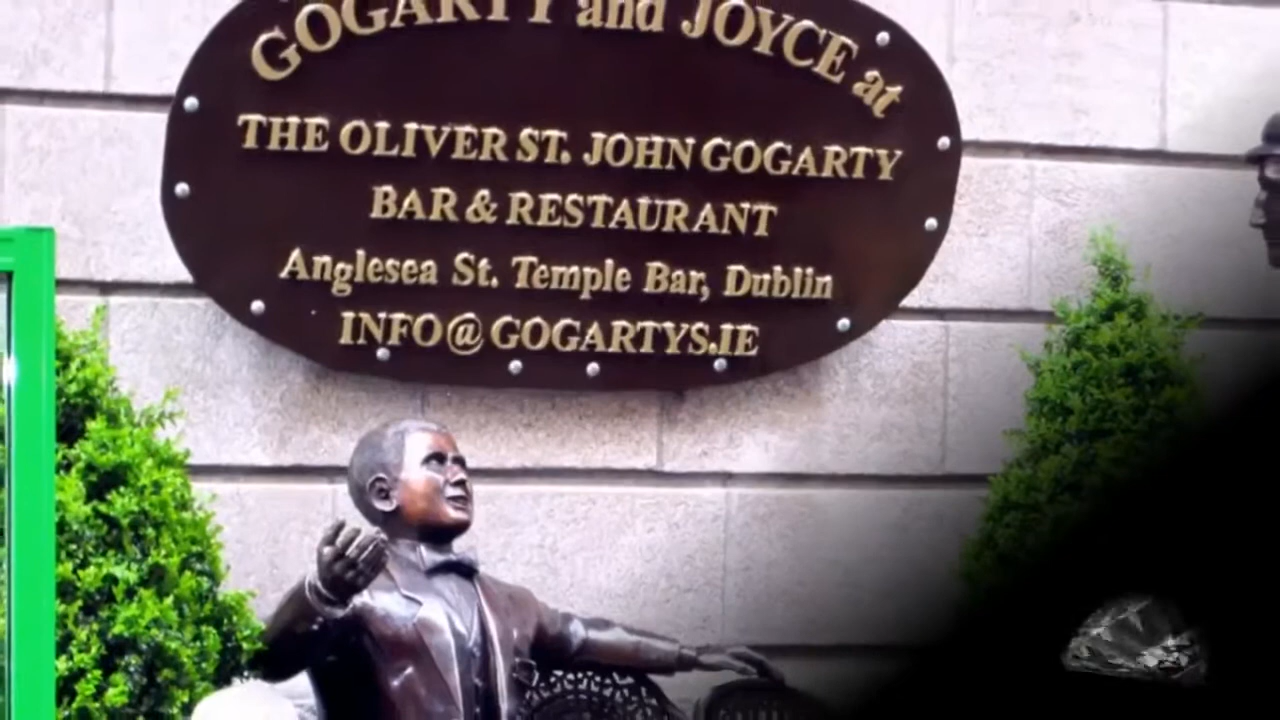 GOGARTY and JOYCE at
THE OLIVER ST. JOHN GOGARTY
BAR & RESTAURANT
Anglesea St. Temple Bar, Dublin
INFO@GOGARTYS.IE